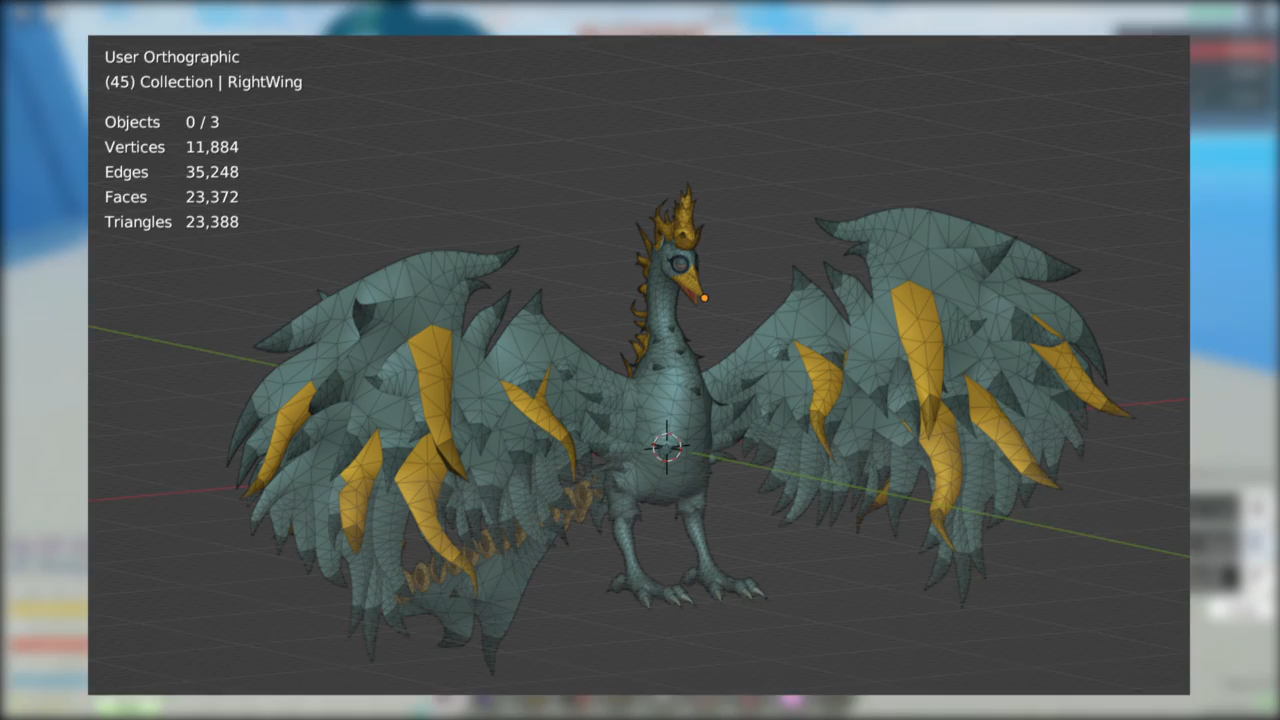 User Orthographic
(45) Collection | RightWing
Objects 0 / 3
Vertices 11,884
Edges 35,248
Faces 23,372
Triangles 23,388